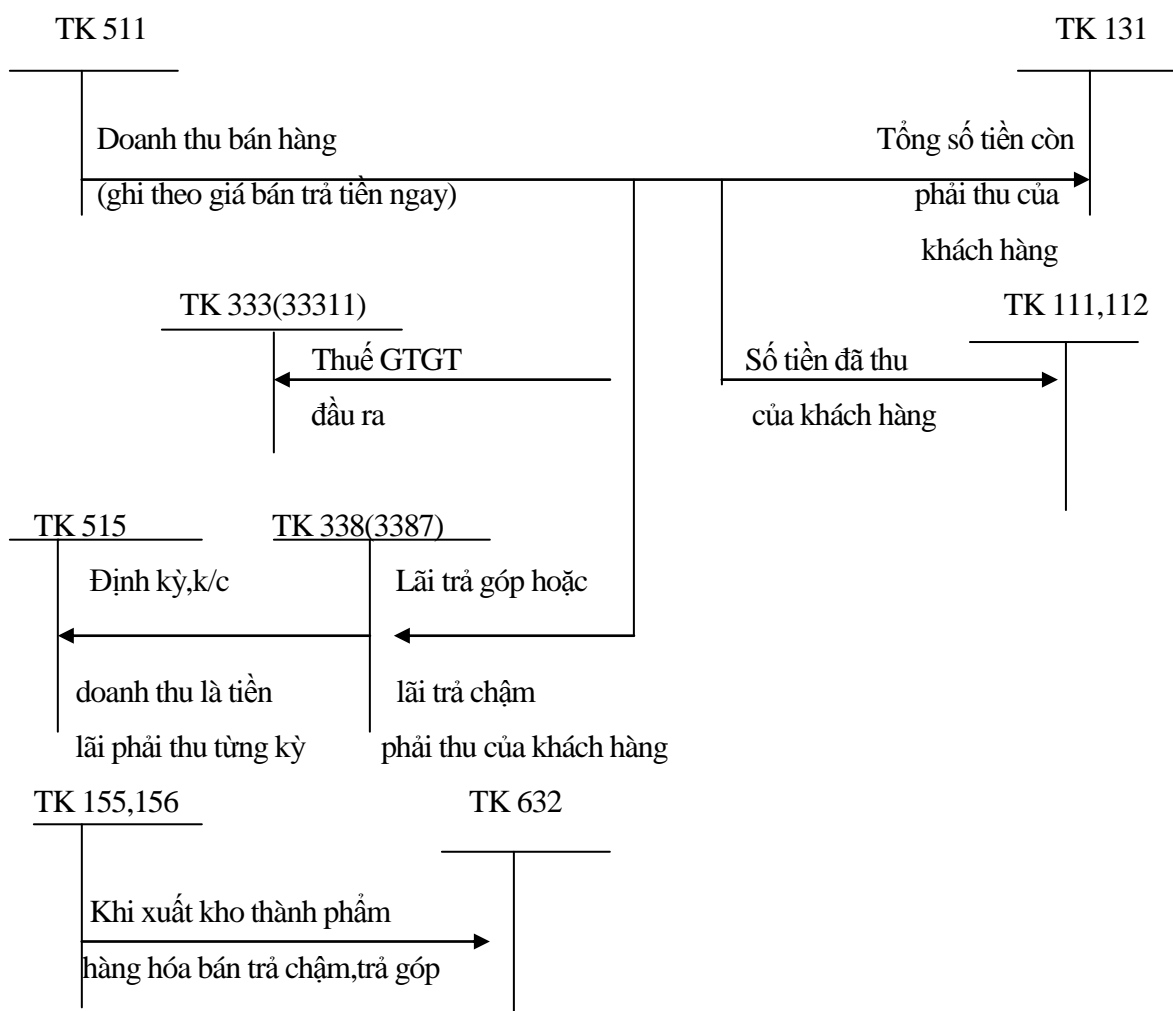 TK 511
TK 131
Doanh thu bán hàng
Tổng số tiền còn
(ghi theo giá bán trả tiền ngay)
phải thu của
khách hàng
TK 333(33311)
TK 111,112
Thuế GTGT
Số tiền đã thu
đầu ra
của khách hàng
TK 515
TK 338(3387)
Định kỳ,k/c
Lãi trả góp hoặc
doanh thu là tiền
lãi trả chậm
lãi phải thu từng kỳ
phải thu của khách hàng
TK 155,156
TK 632
Khi xuất kho thành phẩm
hàng hóa bán trả chậm,trả góp